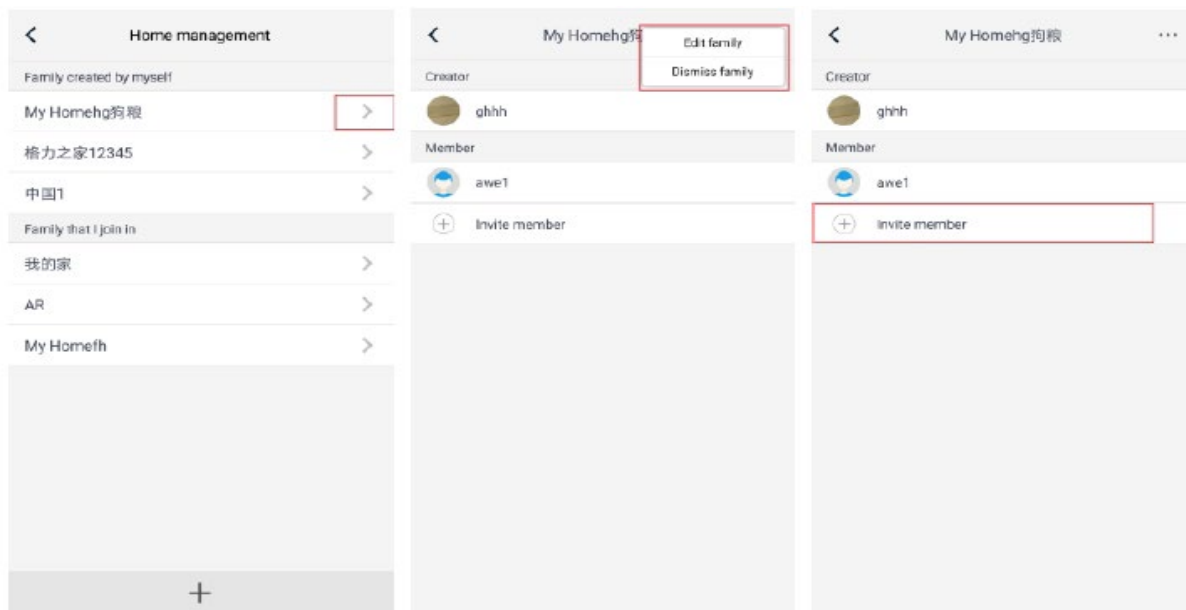 Home management
Family created by myself
My Homehg狗粮
格力之家12345
中国1
Family that I join in
我的家
AR
My Homefh
My Homehg狗
Edit family
Dismiss family
Creator
ghhh
Member
awe1
Invite member
My Homehg狗粮
Creator
ghhh
Member
awe1
Invite member